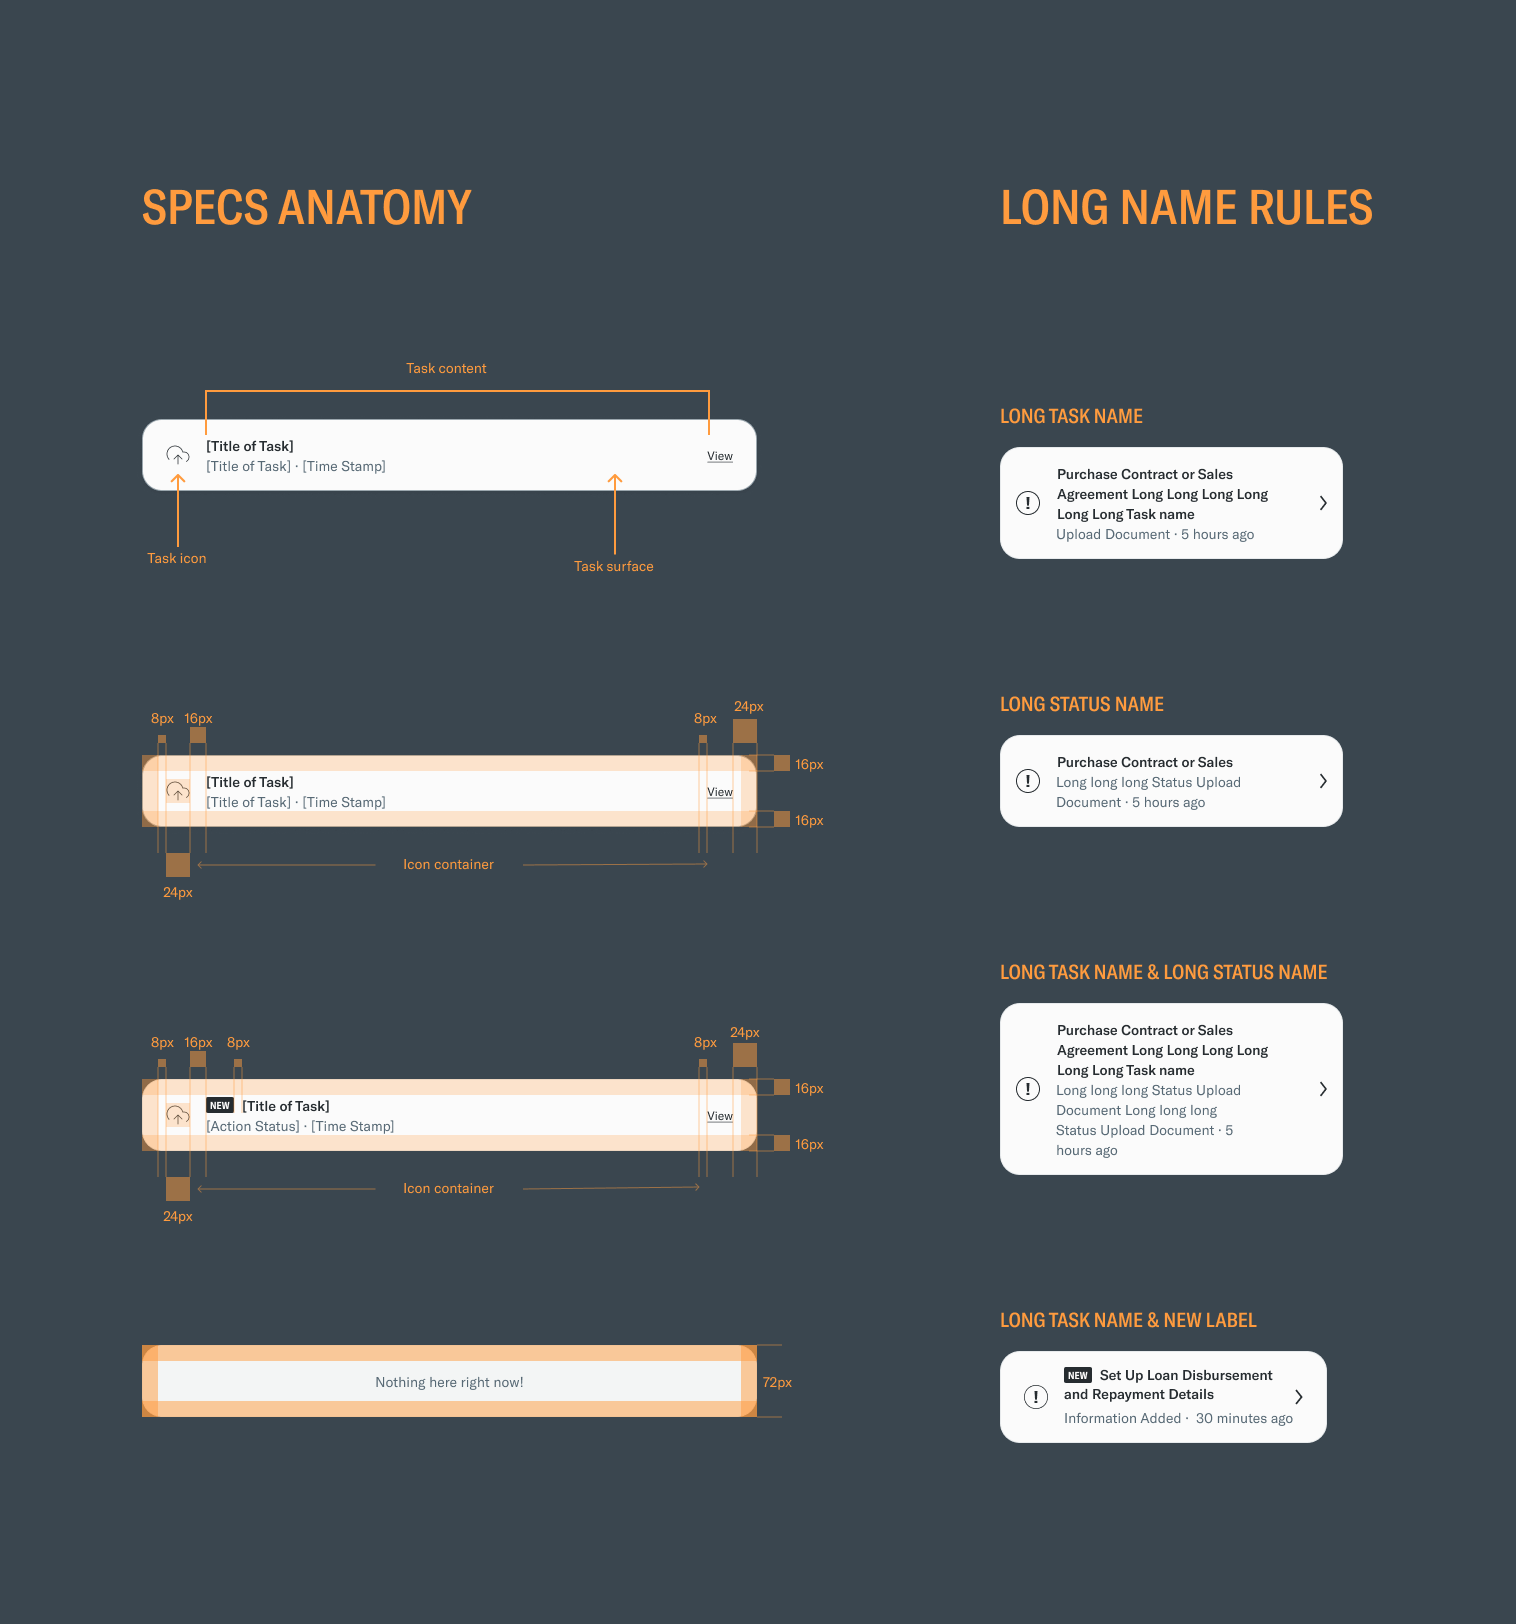 SPECS ANATOMY
Task content
[Title of Task]
[Title of Task] · [Time Stamp]
View
Task icon
Task surface
8px 16px 8px 24px
[Title of Task]
[Title of Task] · [Time Stamp]
View
16px
16px
Icon container
24px
8px 16px 8px 8px 24px
NEW [Title of Task]
[Action Status] · [Time Stamp]
View
16px
16px
Icon container
24px
Nothing here right now!
72px
LONG NAME RULES
LONG TASK NAME
Purchase Contract or Sales
Agreement Long Long Long Long
Long Long Task name
Upload Document · 5 hours ago
LONG STATUS NAME
Purchase Contract or Sales
Long long long Status Upload
Document · 5 hours ago
LONG TASK NAME & LONG STATUS NAME
Purchase Contract or Sales
Agreement Long Long Long Long
Long Long Task name
Long long long Status Upload
Document Long long long
Status Upload Document · 5
hours ago
LONG TASK NAME & NEW LABEL
NEW Set Up Loan Disbursement
and Repayment Details
Information Added · 30 minutes ago